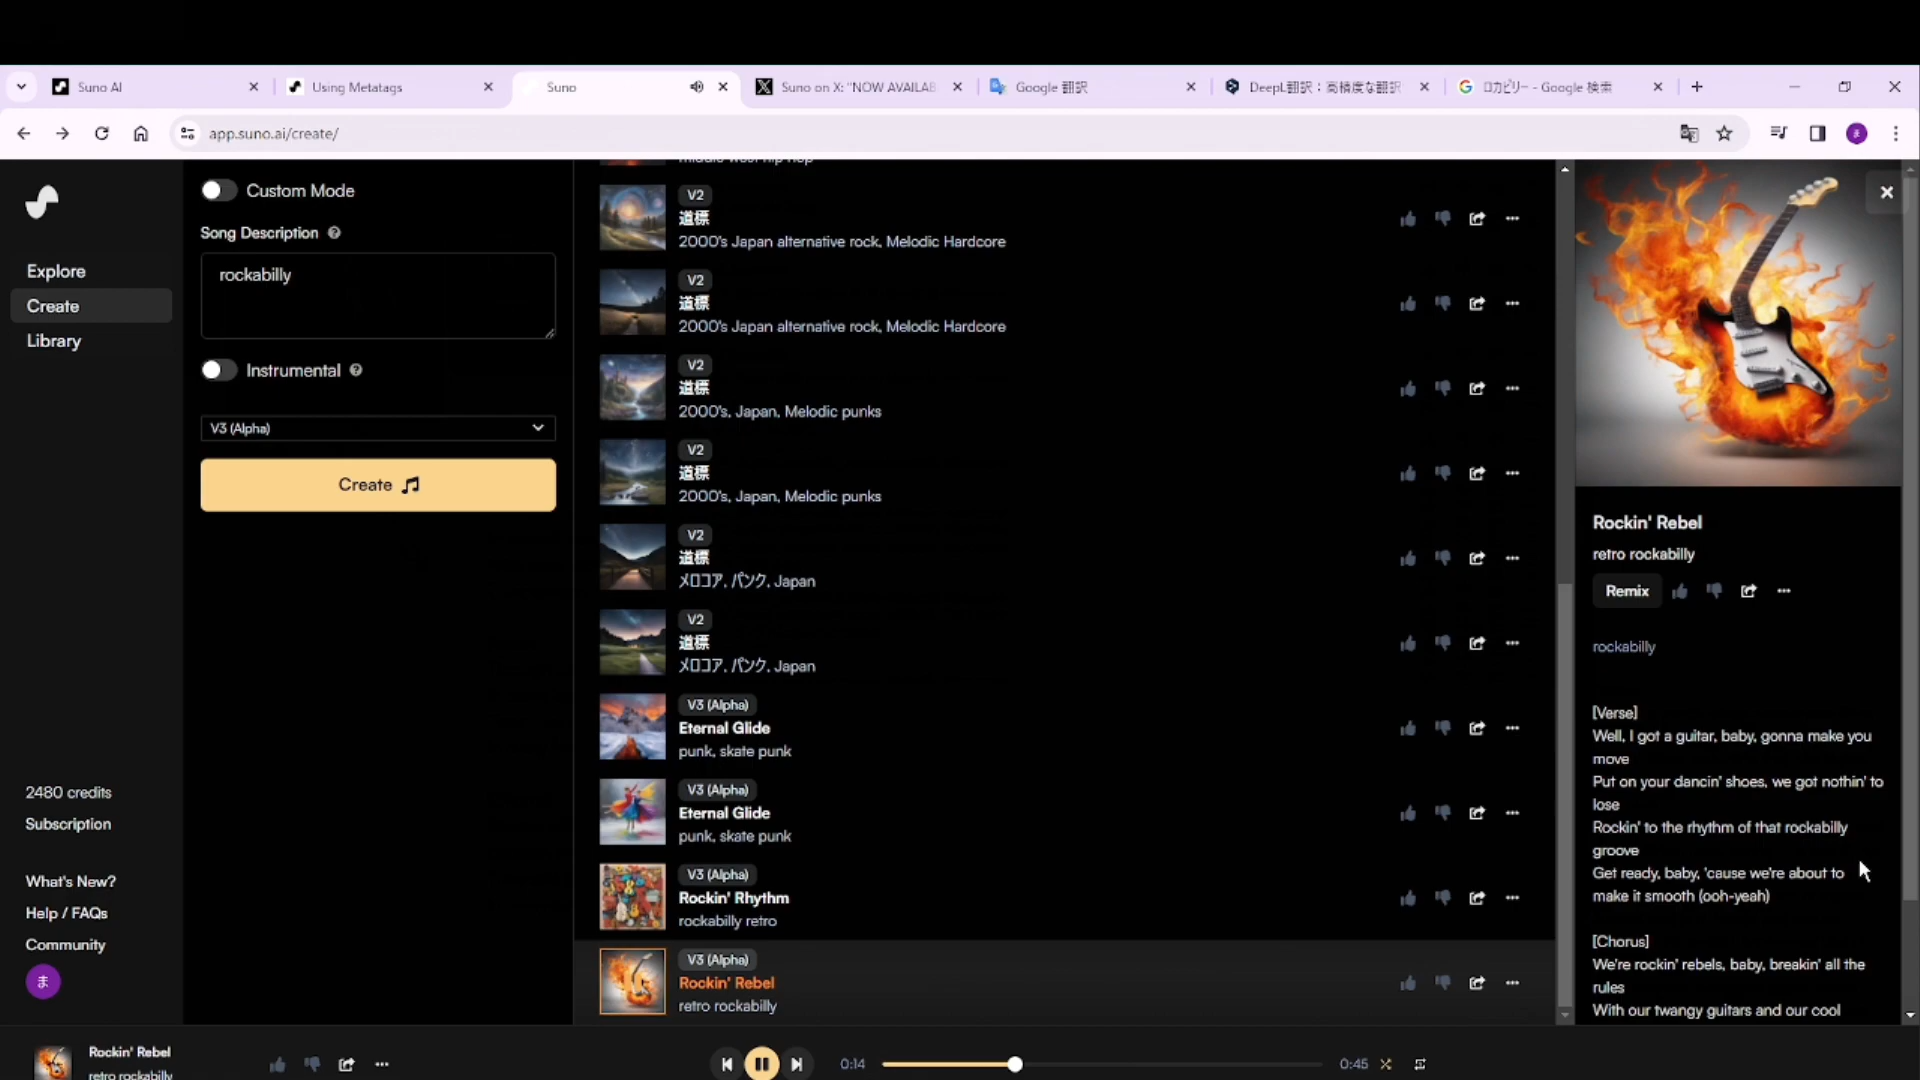 Suno AI
Using Metatags
Suno
Suno on X: "NOW AVAILAB
Google 翻訳
DeepL翻訳：高精度な翻訳
ロカビリー - Google 検索
app.suno.ai/create/
Explore
Create
Library
2480 credits
Subscription
What's New?
Help / FAQs
Community
ま
Custom Mode
Song Description
rockabilly
Instrumental
V3 (Alpha)
Create
middle west hip hop
V2
道標
2000's Japan alternative rock, Melodic Hardcore
V2
道標
2000's Japan alternative rock, Melodic Hardcore
V2
道標
2000's, Japan, Melodic punks
V2
道標
2000's, Japan, Melodic punks
V2
道標
メロコア, パンク, Japan
V2
道標
メロコア, パンク, Japan
V3 (Alpha)
Eternal Glide
punk, skate punk
V3 (Alpha)
Eternal Glide
punk, skate punk
V3 (Alpha)
Rockin' Rhythm
rockabilly retro
V3 (Alpha)
Rockin' Rebel
retro rockabilly
Rockin' Rebel
retro rockabilly
Remix
rockabilly
[Verse]
Well, I got a guitar, baby, gonna make you
move
Put on your dancin' shoes, we got nothin' to
lose
Rockin' to the rhythm of that rockabilly
groove
Get ready, baby, 'cause we're about to
make it smooth (ooh-yeah)
[Chorus]
We're rockin' rebels, baby, breakin' all the
rules
With our twangy guitars and our cool
Rockin' Rebel
retro rockabilly
0:14
0:45